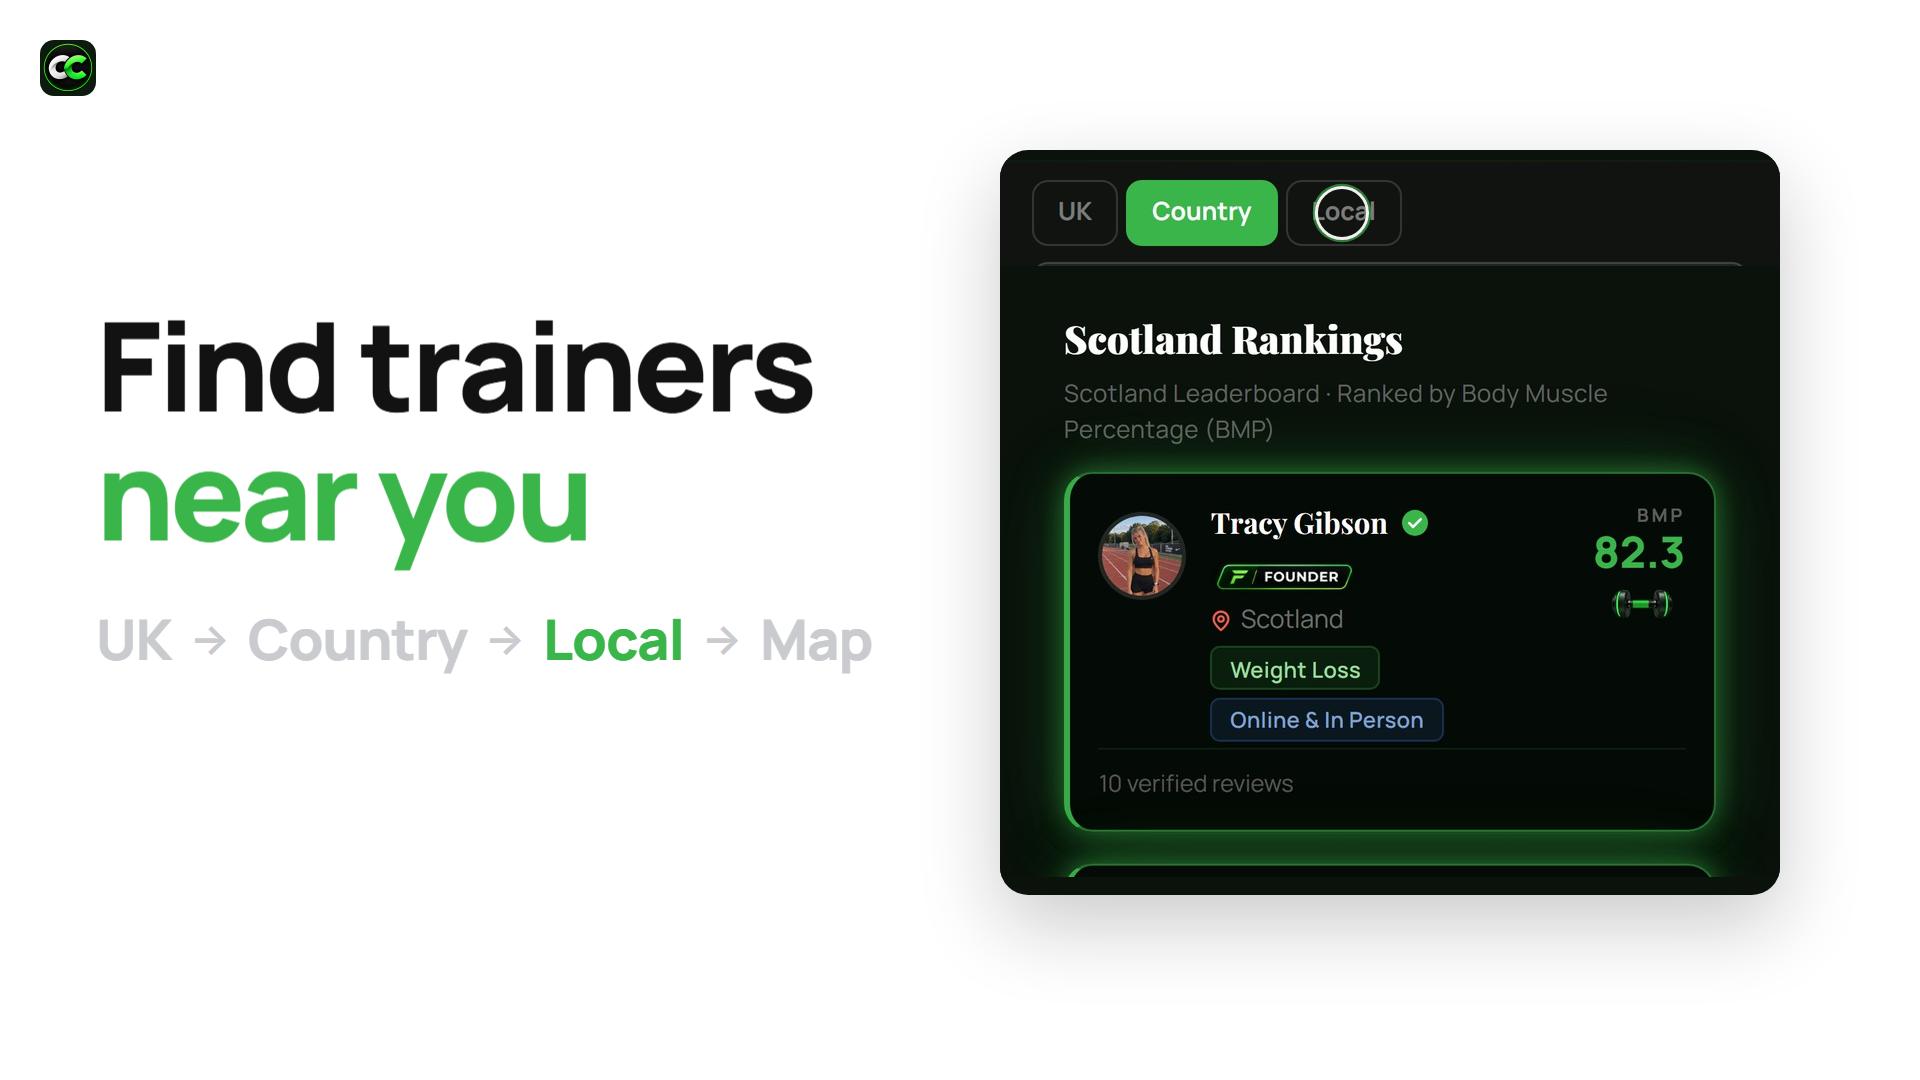 CC
Find trainers
near you
UK → Country → Local → Map
UK
Country
Local
Scotland Rankings
Scotland Leaderboard · Ranked by Body Muscle
Percentage (BMP)
Tracy Gibson
BMP
82.3
F / FOUNDER
Scotland
Weight Loss
Online & In Person
10 verified reviews